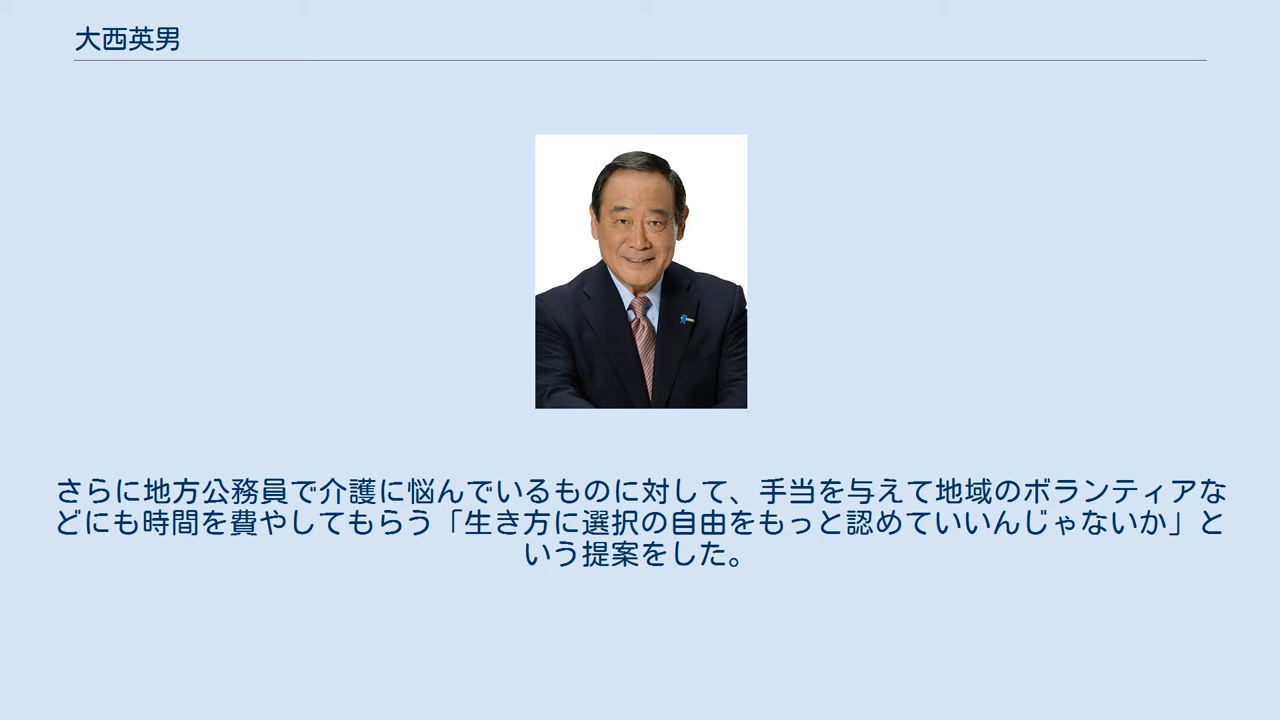 大西英男
さらに地方公務員で介護に悩んでいるものに対して、手当を与えて地域のボランティアな
どにも時間を費やしてもらう「生き方に選択の自由をもっと認めていいんじゃないか」と
いう提案をした。